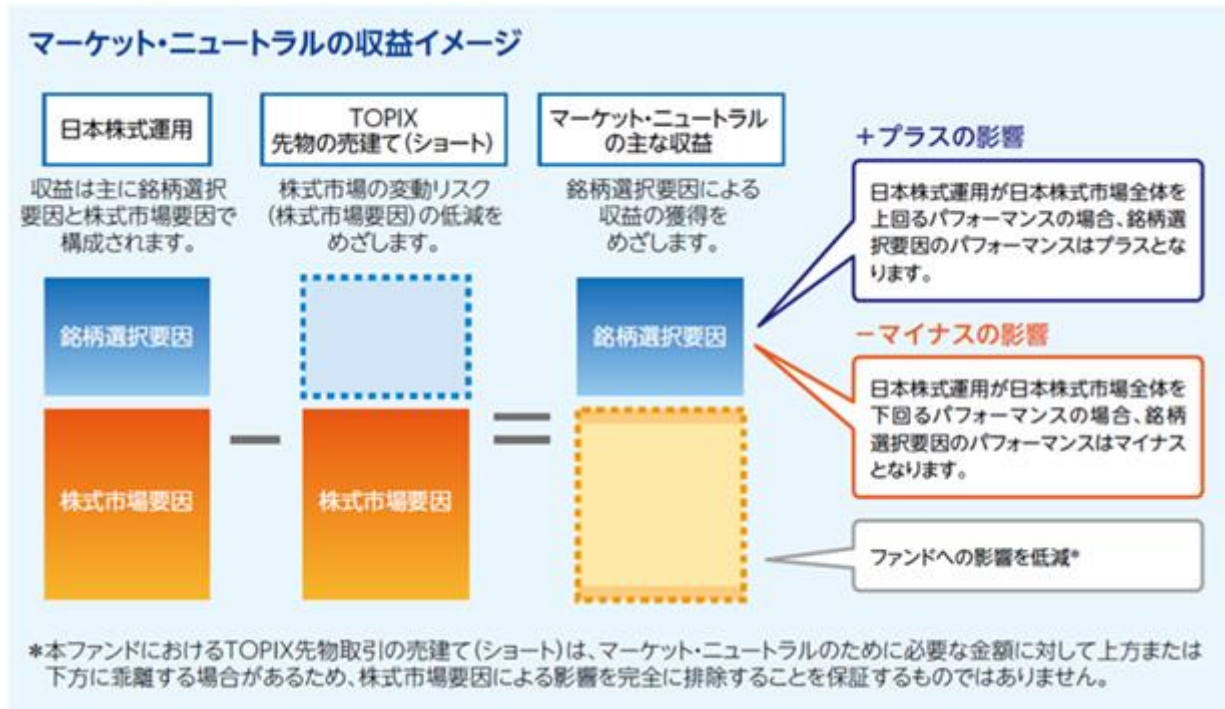 マーケット・ニュートラルの収益イメージ
日本株式運用
収益は主に銘柄選択
要因と株式市場要因で
構成されます。
銘柄選択要因
株式市場要因
TOPIX
先物の売建て(ショート)
株式市場の変動リスク
(株式市場要因)の低減を
めざします。
株式市場要因
マーケット・ニュートラル
の主な収益
銘柄選択要因による
収益の獲得を
めざします。
銘柄選択要因
+プラスの影響
日本株式運用が日本株式市場全体を
上回るパフォーマンスの場合、銘柄選
択要因のパフォーマンスはプラスとな
ります。
-マイナスの影響
日本株式運用が日本株式市場全体を
下回るパフォーマンスの場合、銘柄
選択要因のパフォーマンスはマイナス
となります。
ファンドへの影響を低減*
*本ファンドにおけるTOPIX先物取引の売建て(ショート)は、マーケット・ニュートラルのために必要な金額に対して上方または
下方に乖離する場合があるため、株式市場要因による影響を完全に排除することを保証するものではありません。